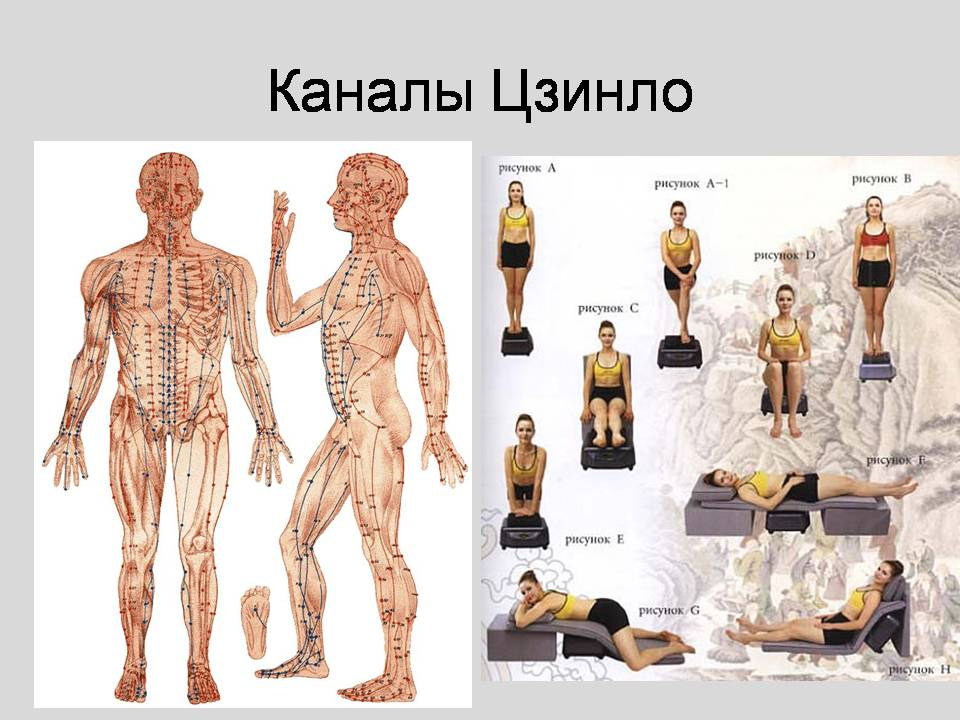 Каналы Цзинло
рисунок A
рисунок A-1
рисунок B
рисунок D
рисунок C
рисунок F
рисунок E
рисунок G
рисунок H